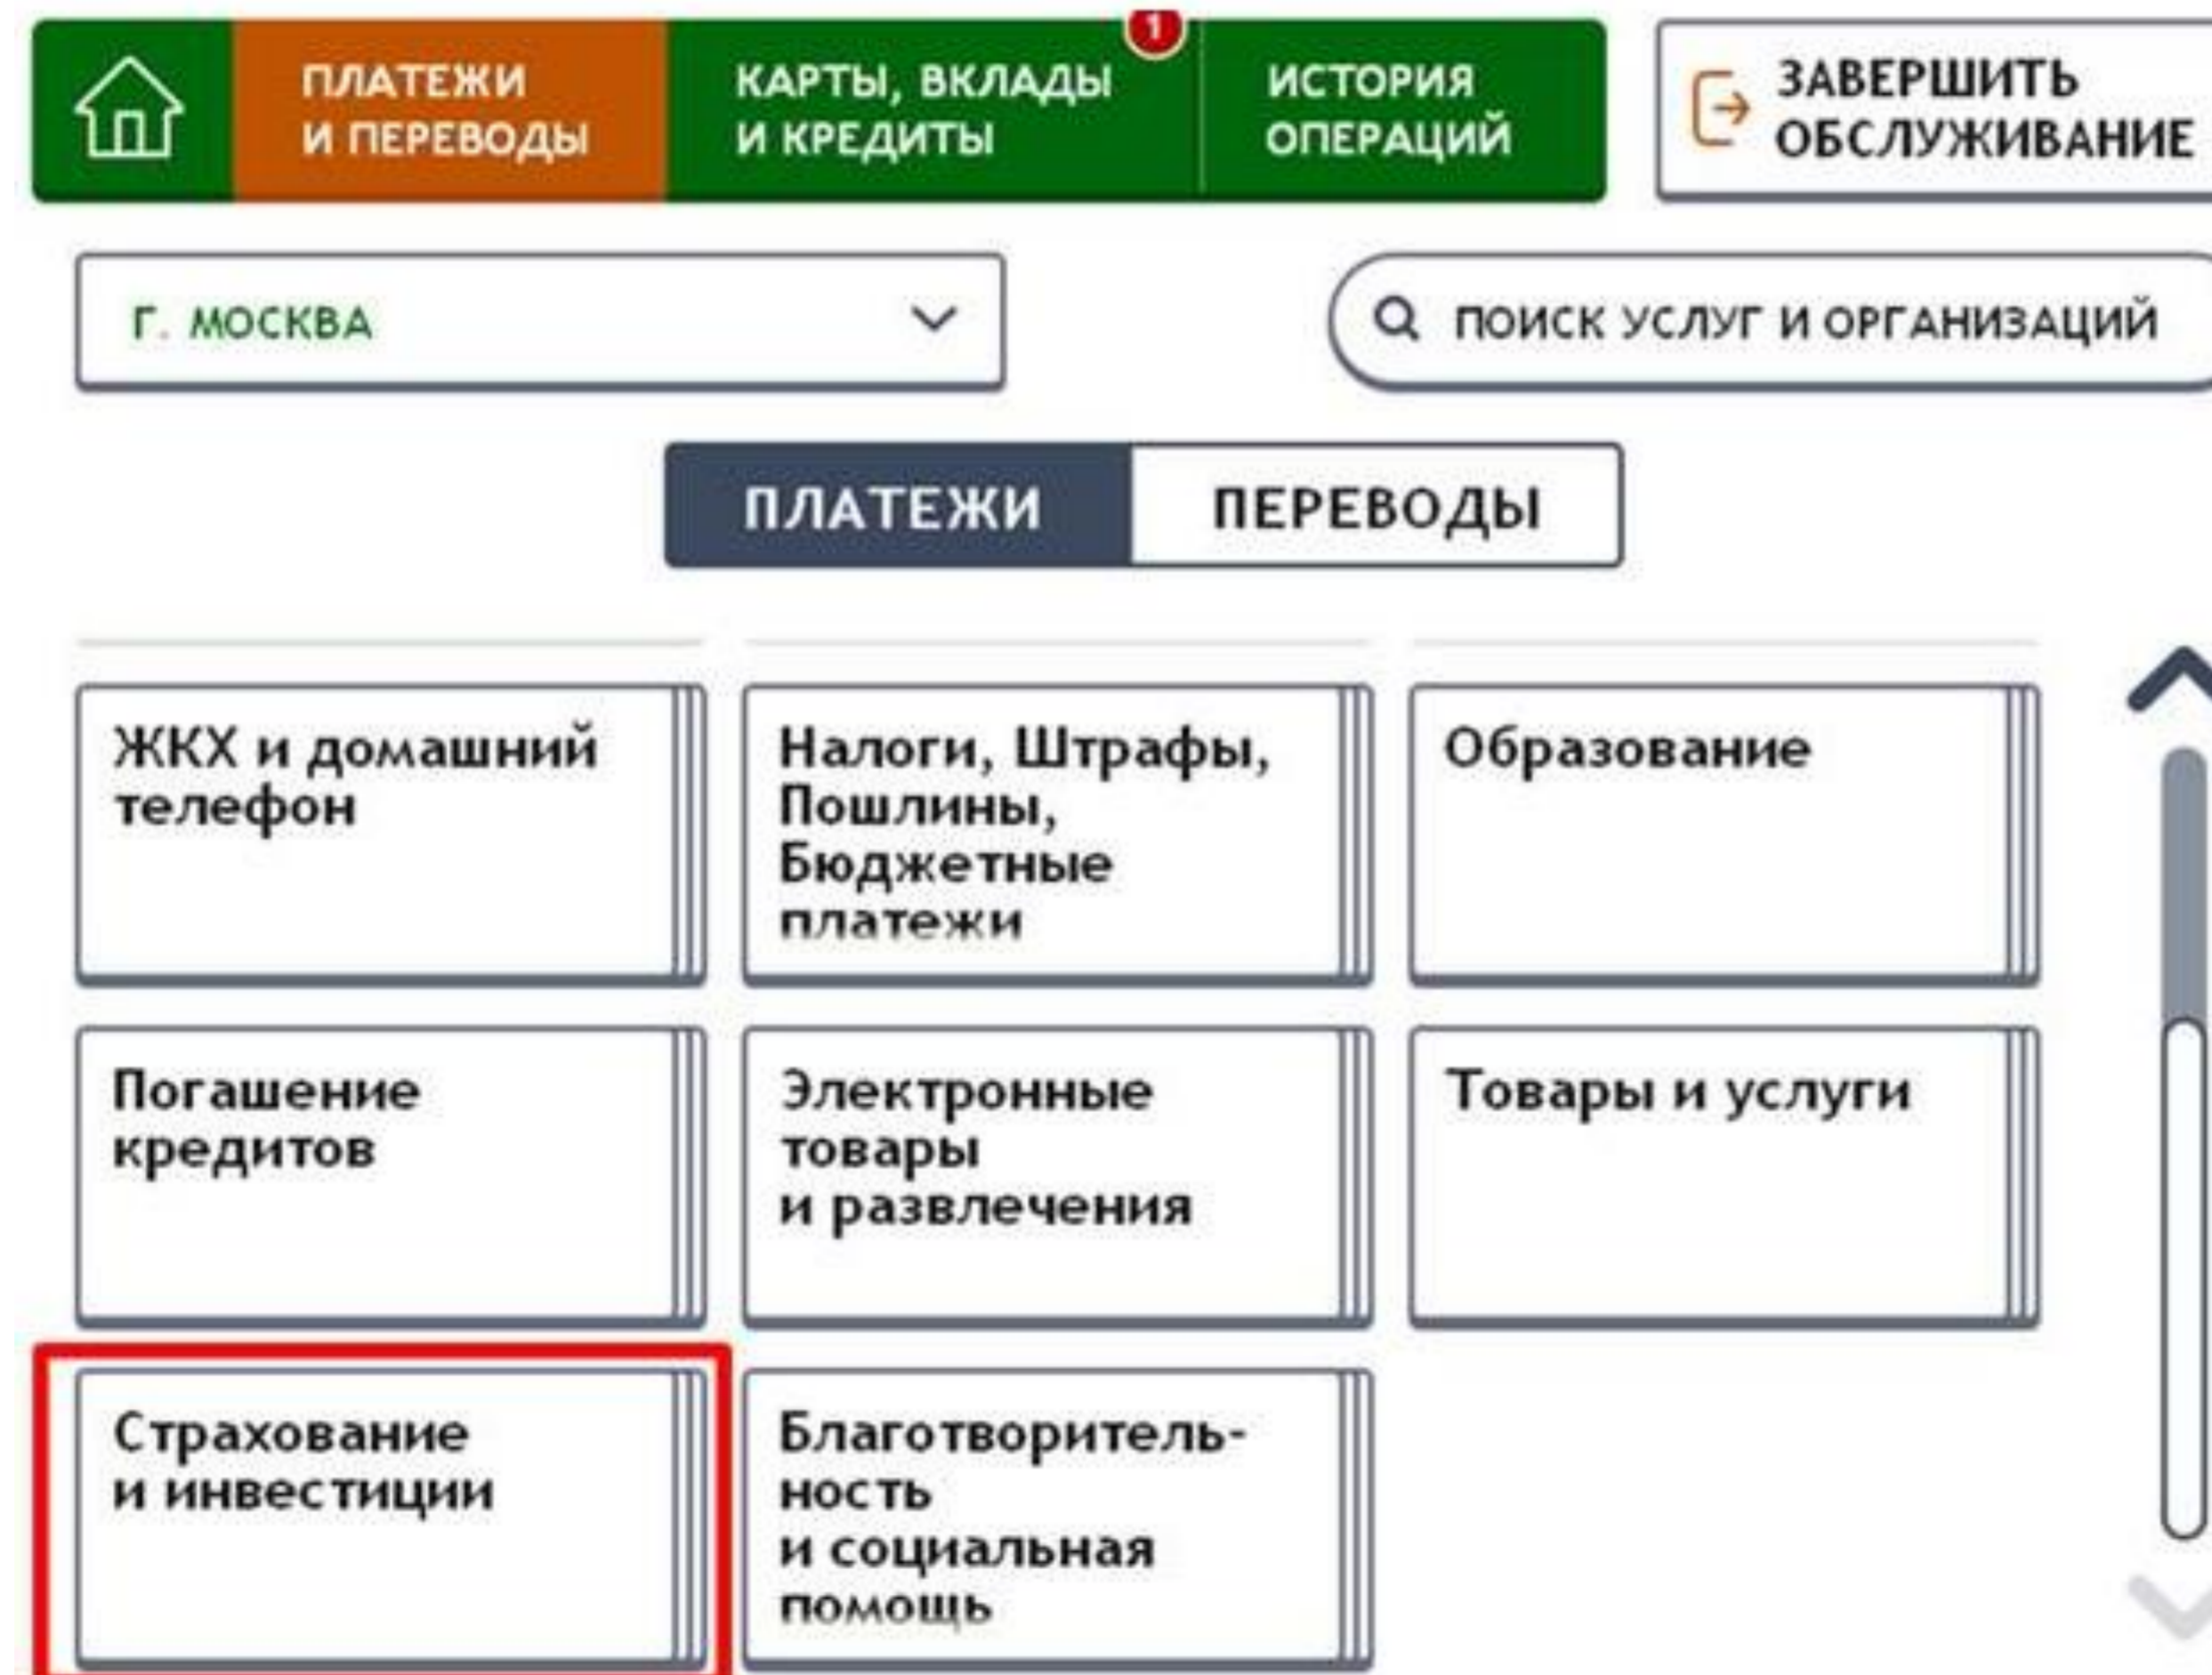 1
ПЛАТЕЖИ
И ПЕРЕВОДЫ
КАРТЫ, ВКЛАДЫ
И КРЕДИТЫ
ИСТОРИЯ
ОПЕРАЦИЙ
ЗАВЕРШИТЬ
ОБСЛУЖИВАНИЕ
Г. МОСКВА
ПОИСК УСЛУГ И ОРГАНИЗАЦИЙ
ПЛАТЕЖИ
ПЕРЕВОДЫ
ЖКХ и домашний
телефон
Налоги, Штрафы,
Пошлины,
Бюджетные
платежи
Образование
Погашение
кредитов
Электронные
товары
и развлечения
Товары и услуги
Страхование
и инвестиции
Благотворитель-
ность
и социальная
помощь